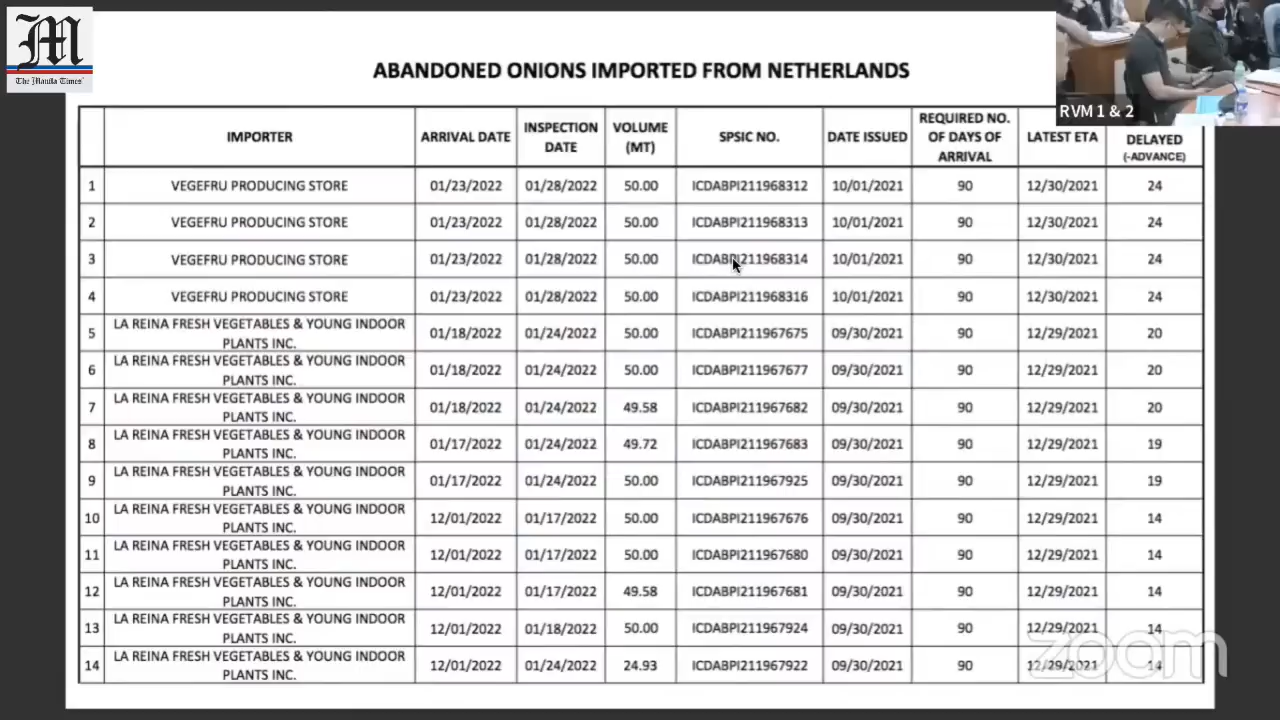 M
The Manila Times
RVM 1 & 2
ABANDONED ONIONS IMPORTED FROM NETHERLANDS
IMPORTER ARRIVAL DATE INSPECTION DATE VOLUME (MT) SPSIC NO. DATE ISSUED REQUIRED NO. OF DAYS OF ARRIVAL LATEST ETA DELAYED (-ADVANCE)
1 VEGEFRU PRODUCING STORE 01/23/2022 01/28/2022 50.00 ICDABPI211968312 10/01/2021 90 12/30/2021 24
2 VEGEFRU PRODUCING STORE 01/23/2022 01/28/2022 50.00 ICDABPI211968313 10/01/2021 90 12/30/2021 24
3 VEGEFRU PRODUCING STORE 01/23/2022 01/28/2022 50.00 ICDABPI211968314 10/01/2021 90 12/30/2021 24
4 VEGEFRU PRODUCING STORE 01/23/2022 01/28/2022 50.00 ICDABPI211968316 10/01/2021 90 12/30/2021 24
5 LA REINA FRESH VEGETABLES & YOUNG INDOOR PLANTS INC. 01/18/2022 01/24/2022 50.00 ICDABPI211967675 09/30/2021 90 12/29/2021 20
6 LA REINA FRESH VEGETABLES & YOUNG INDOOR PLANTS INC. 01/18/2022 01/24/2022 50.00 ICDABPI211967677 09/30/2021 90 12/29/2021 20
7 LA REINA FRESH VEGETABLES & YOUNG INDOOR PLANTS INC. 01/18/2022 01/24/2022 49.58 ICDABPI211967682 09/30/2021 90 12/29/2021 20
8 LA REINA FRESH VEGETABLES & YOUNG INDOOR PLANTS INC. 01/17/2022 01/24/2022 49.72 ICDABPI211967683 09/30/2021 90 12/29/2021 19
9 LA REINA FRESH VEGETABLES & YOUNG INDOOR PLANTS INC. 01/17/2022 01/24/2022 50.00 ICDABPI211967925 09/30/2021 90 12/29/2021 19
10 LA REINA FRESH VEGETABLES & YOUNG INDOOR PLANTS INC. 12/01/2022 01/17/2022 50.00 ICDABPI211967676 09/30/2021 90 12/29/2021 14
11 LA REINA FRESH VEGETABLES & YOUNG INDOOR PLANTS INC. 12/01/2022 01/17/2022 50.00 ICDABPI211967680 09/30/2021 90 12/29/2021 14
12 LA REINA FRESH VEGETABLES & YOUNG INDOOR PLANTS INC. 12/01/2022 01/17/2022 49.58 ICDABPI211967681 09/30/2021 90 12/29/2021 14
13 LA REINA FRESH VEGETABLES & YOUNG INDOOR PLANTS INC. 12/01/2022 01/18/2022 50.00 ICDABPI211967924 09/30/2021 90 12/29/2021 14
14 LA REINA FRESH VEGETABLES & YOUNG INDOOR PLANTS INC. 12/01/2022 01/24/2022 24.93 ICDABPI211967922 09/30/2021 90 12/29/2021 14
zoom